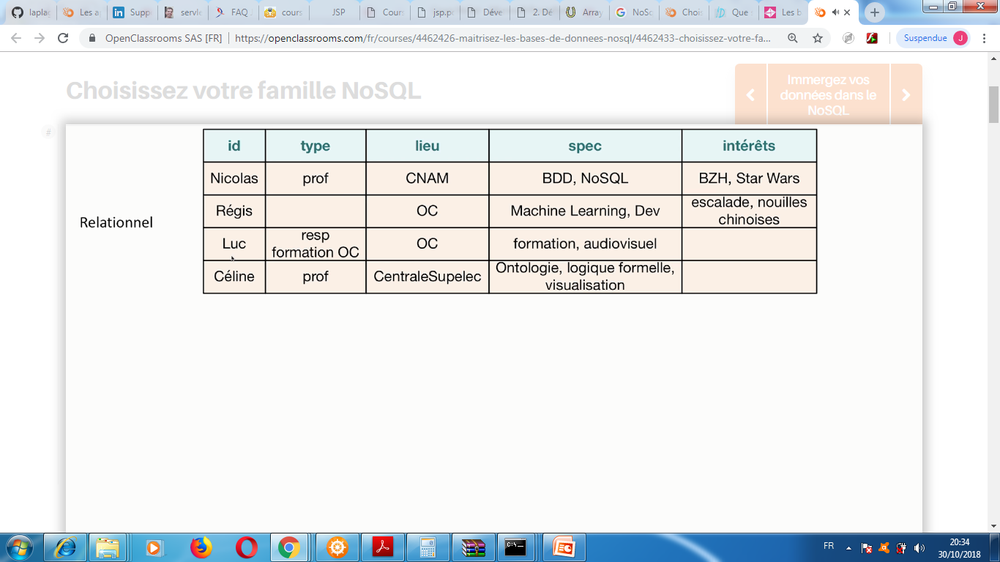 laplag
Les ap
Supp
servle
FAQ J
cours
JSP
Cours
jsp.po
Déve
2. Dé
Array
NoSC
Chois
Que s
Les b
OpenClassrooms SAS [FR] | https://openclassrooms.com/fr/courses/4462426-maitrisez-les-bases-de-donnees-nosql/4462433-choisissez-votre-fa...
Suspendue J
Choisissez votre famille NoSQL
Immergez vos
données dans le
NoSQL
#
Relationnel
id type lieu spec intérêts
Nicolas prof CNAM BDD, NoSQL BZH, Star Wars
Régis OC Machine Learning, Dev escalade, nouilles
chinoises
Luc resp
formation OC OC formation, audiovisuel
Céline prof CentraleSupelec Ontologie, logique formelle,
visualisation
FR
20:34
30/10/2018